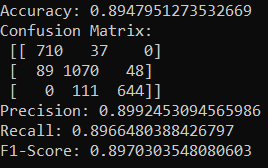 Accuracy: 0.8947951273532669
Confusion Matrix:
[[ 710 37 0]
[ 89 1070 48]
[ 0 111 644]]
Precision: 0.8992453094565986
Recall: 0.8966480388426797
F1-Score: 0.8970303548080603